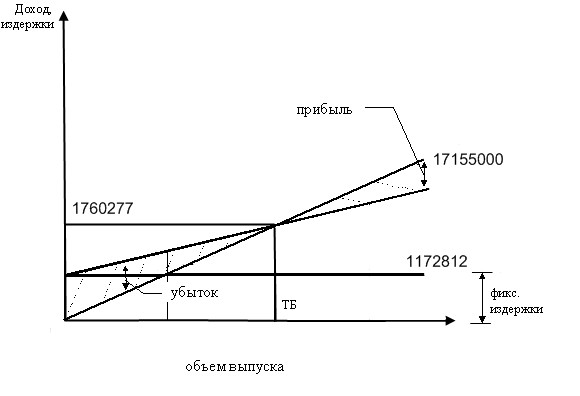 Доход,
издержки
прибыль
17155000
1760277
1172812
убыток
ТБ
фикс.
издержки
объем выпуска